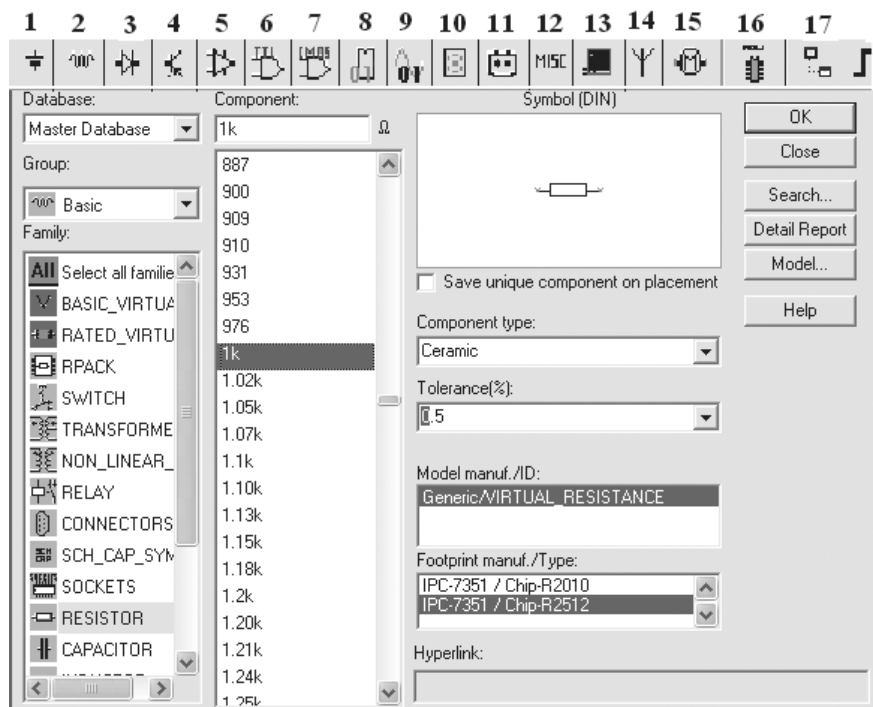 1 2 3 4 5 6 7 8 9 10 11 12 13 14 15 16 17
TTL CMOS MISC
Database:
Master Database
Group:
Basic
Family:
All Select all familie
BASIC_VIRTUA
RATED_VIRTU
RPACK
SWITCH
TRANSFORME
NON_LINEAR_
RELAY
CONNECTORS
SCH_CAP_SYM
SOCKETS
RESISTOR
CAPACITOR
Component:
1k Ω
887
900
909
910
931
953
976
1k
1.02k
1.05k
1.07k
1.1k
1.10k
1.13k
1.15k
1.18k
1.2k
1.20k
1.21k
1.24k
1.25k
Symbol (DIN)
Save unique component on placement
Component type:
Ceramic
Tolerance(%):
0.5
Model manuf./ID:
Generic/VIRTUAL_RESISTANCE
Footprint manuf./Type:
IPC-7351 / Chip-R2010
IPC-7351 / Chip-R2512
Hyperlink:
OK
Close
Search...
Detail Report
Model...
Help